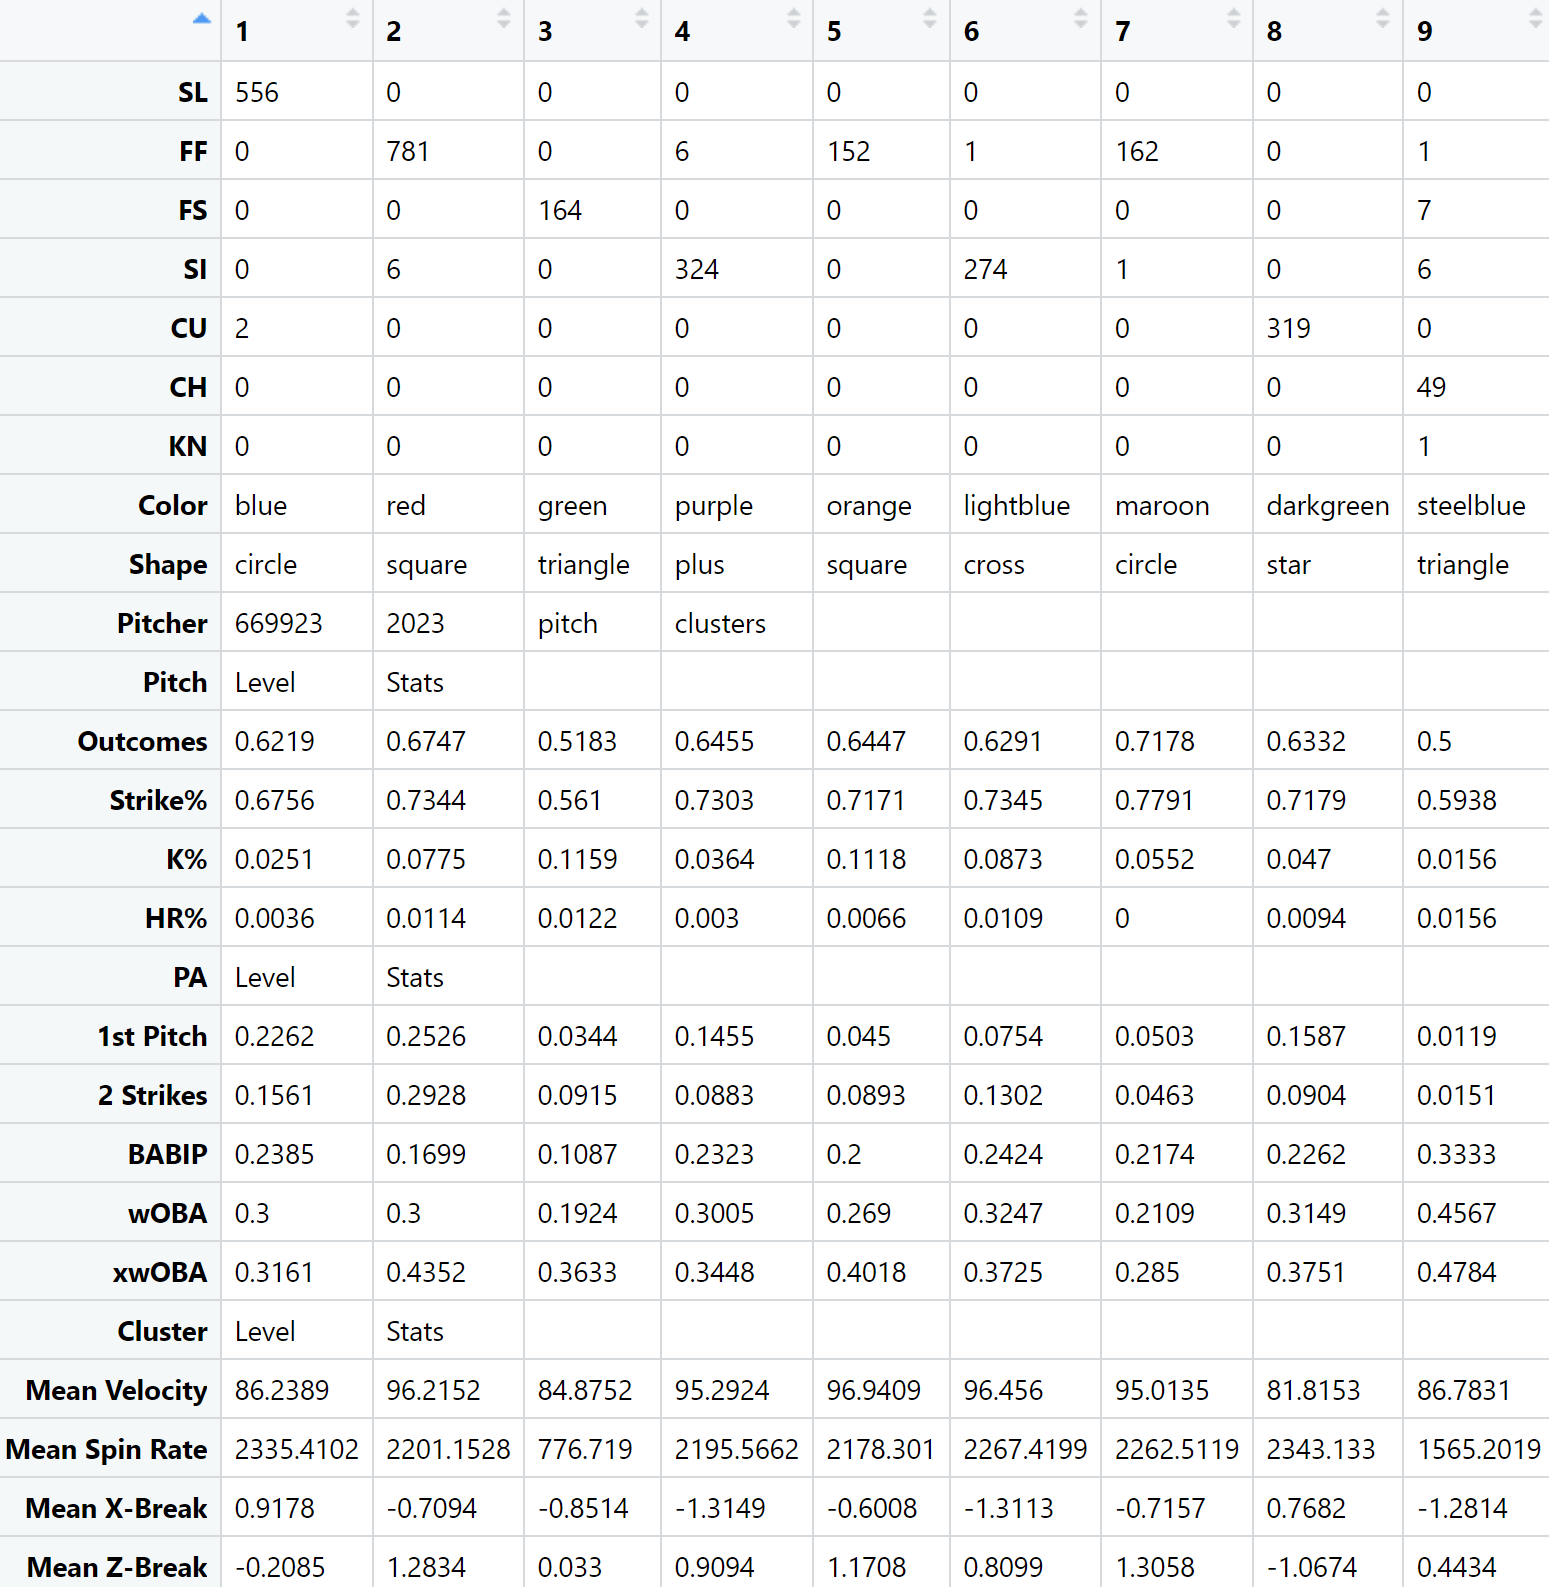 1 2 3 4 5 6 7 8 9
SL 556 0 0 0 0 0 0 0 0
FF 0 781 0 6 152 1 162 0 1
FS 0 0 164 0 0 0 0 0 7
SI 0 6 0 324 0 274 1 0 6
CU 2 0 0 0 0 0 0 319 0
CH 0 0 0 0 0 0 0 0 49
KN 0 0 0 0 0 0 0 0 1
Color blue red green purple orange lightblue maroon darkgreen steelblue
Shape circle square triangle plus square cross circle star triangle
Pitcher 669923 2023 pitch clusters
Pitch Level Stats
Outcomes 0.6219 0.6747 0.5183 0.6455 0.6447 0.6291 0.7178 0.6332 0.5
Strike% 0.6756 0.7344 0.561 0.7303 0.7171 0.7345 0.7791 0.7179 0.5938
K% 0.0251 0.0775 0.1159 0.0364 0.1118 0.0873 0.0552 0.047 0.0156
HR% 0.0036 0.0114 0.0122 0.003 0.0066 0.0109 0 0.0094 0.0156
PA Level Stats
1st Pitch 0.2262 0.2526 0.0344 0.1455 0.045 0.0754 0.0503 0.1587 0.0119
2 Strikes 0.1561 0.2928 0.0915 0.0883 0.0893 0.1302 0.0463 0.0904 0.0151
BABIP 0.2385 0.1699 0.1087 0.2323 0.2 0.2424 0.2174 0.2262 0.3333
wOBA 0.3 0.3 0.1924 0.3005 0.269 0.3247 0.2109 0.3149 0.4567
xwOBA 0.3161 0.4352 0.3633 0.3448 0.4018 0.3725 0.285 0.3751 0.4784
Cluster Level Stats
Mean Velocity 86.2389 96.2152 84.8752 95.2924 96.9409 96.456 95.0135 81.8153 86.7831
Mean Spin Rate 2335.4102 2201.1528 776.719 2195.5662 2178.301 2267.4199 2262.5119 2343.133 1565.2019
Mean X-Break 0.9178 -0.7094 -0.8514 -1.3149 -0.6008 -1.3113 -0.7157 0.7682 -1.2814
Mean Z-Break -0.2085 1.2834 0.033 0.9094 1.1708 0.8099 1.3058 -1.0674 0.4434